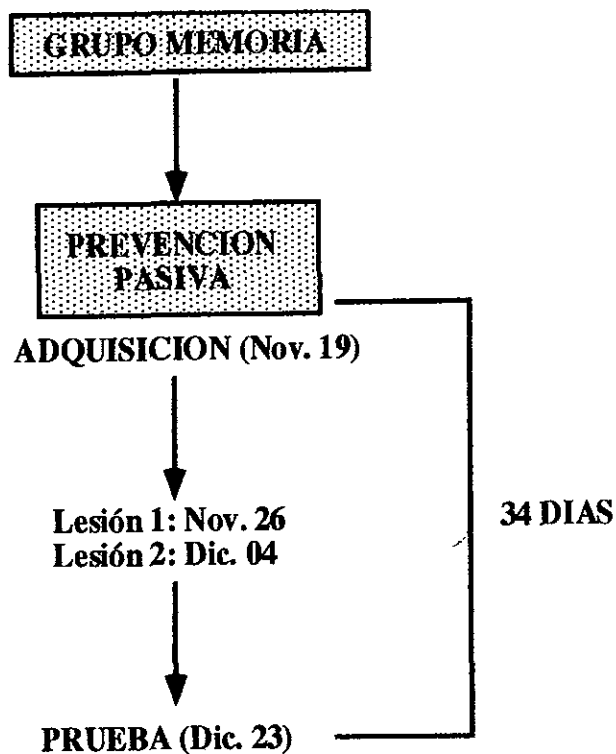 GRUPO MEMORIA
PREVENCION
PASIVA
ADQUISICION (Nov. 19)
Lesión 1: Nov. 26
Lesión 2: Dic. 04
34 DIAS
PRUEBA (Dic. 23)